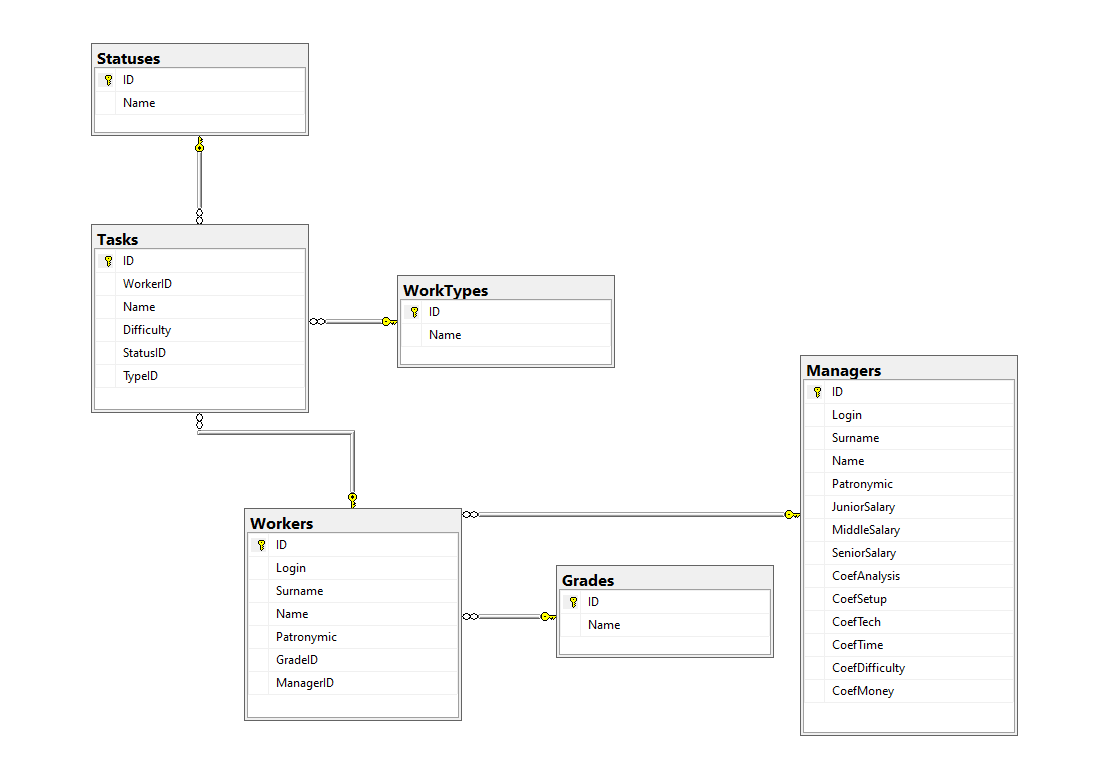 Statuses
ID
Name
Tasks
ID
WorkerID
Name
Difficulty
StatusID
TypeID
WorkTypes
ID
Name
Managers
ID
Login
Surname
Name
Patronymic
JuniorSalary
MiddleSalary
SeniorSalary
CoefAnalysis
CoefSetup
CoefTech
CoefTime
CoefDifficulty
CoefMoney
Workers
ID
Login
Surname
Name
Patronymic
GradeID
ManagerID
Grades
ID
Name